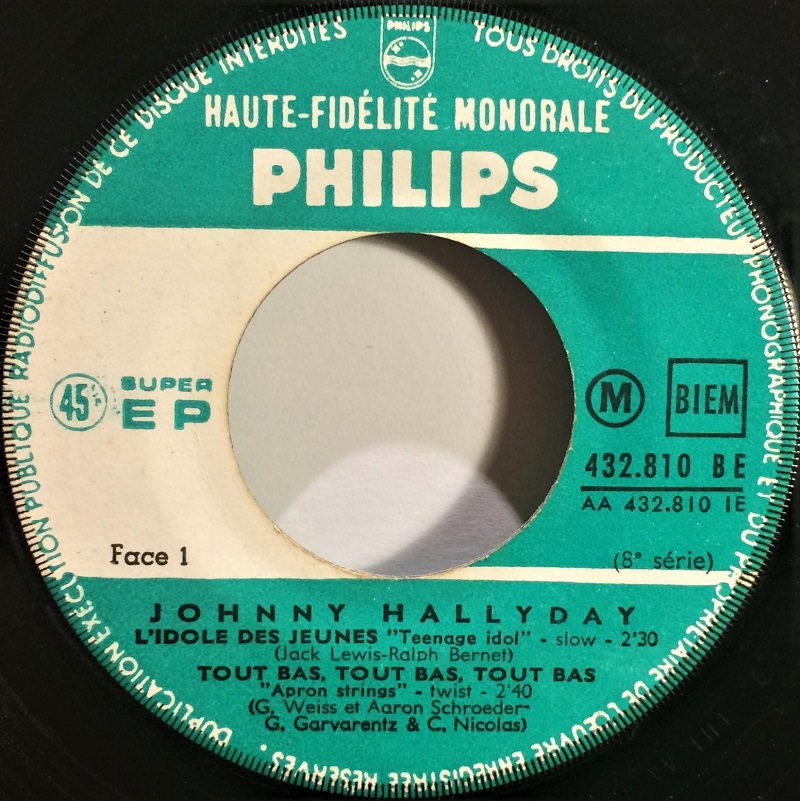 PHILIPS
TOUS DROITS DU PRODUCTEUR PHONOGRAPHIQUE ET DU PROPRIÉTAIRE DE L'ŒUVRE ENREGISTRÉE RÉSERVÉS · DUPLICATION EXÉCUTION PUBLIQUE RADIODIFFUSION DE CE DISQUE INTERDITES
HAUTE-FIDÉLITÉ MONORALE
PHILIPS
45
SUPER
EP
M
BIEM
432.810 BE
AA 432.810 1E
Face 1
(8° série)
JOHNNY HALLYDAY
L'IDOLE DES JEUNES "Teenage idol" - slow - 2'30
(Jack Lewis-Ralph Bernet)
TOUT BAS, TOUT BAS, TOUT BAS
"Apron strings" - twist - 2'40
(G. Weiss et Aaron Schroeder-
G. Garvarentz & C. Nicolas)